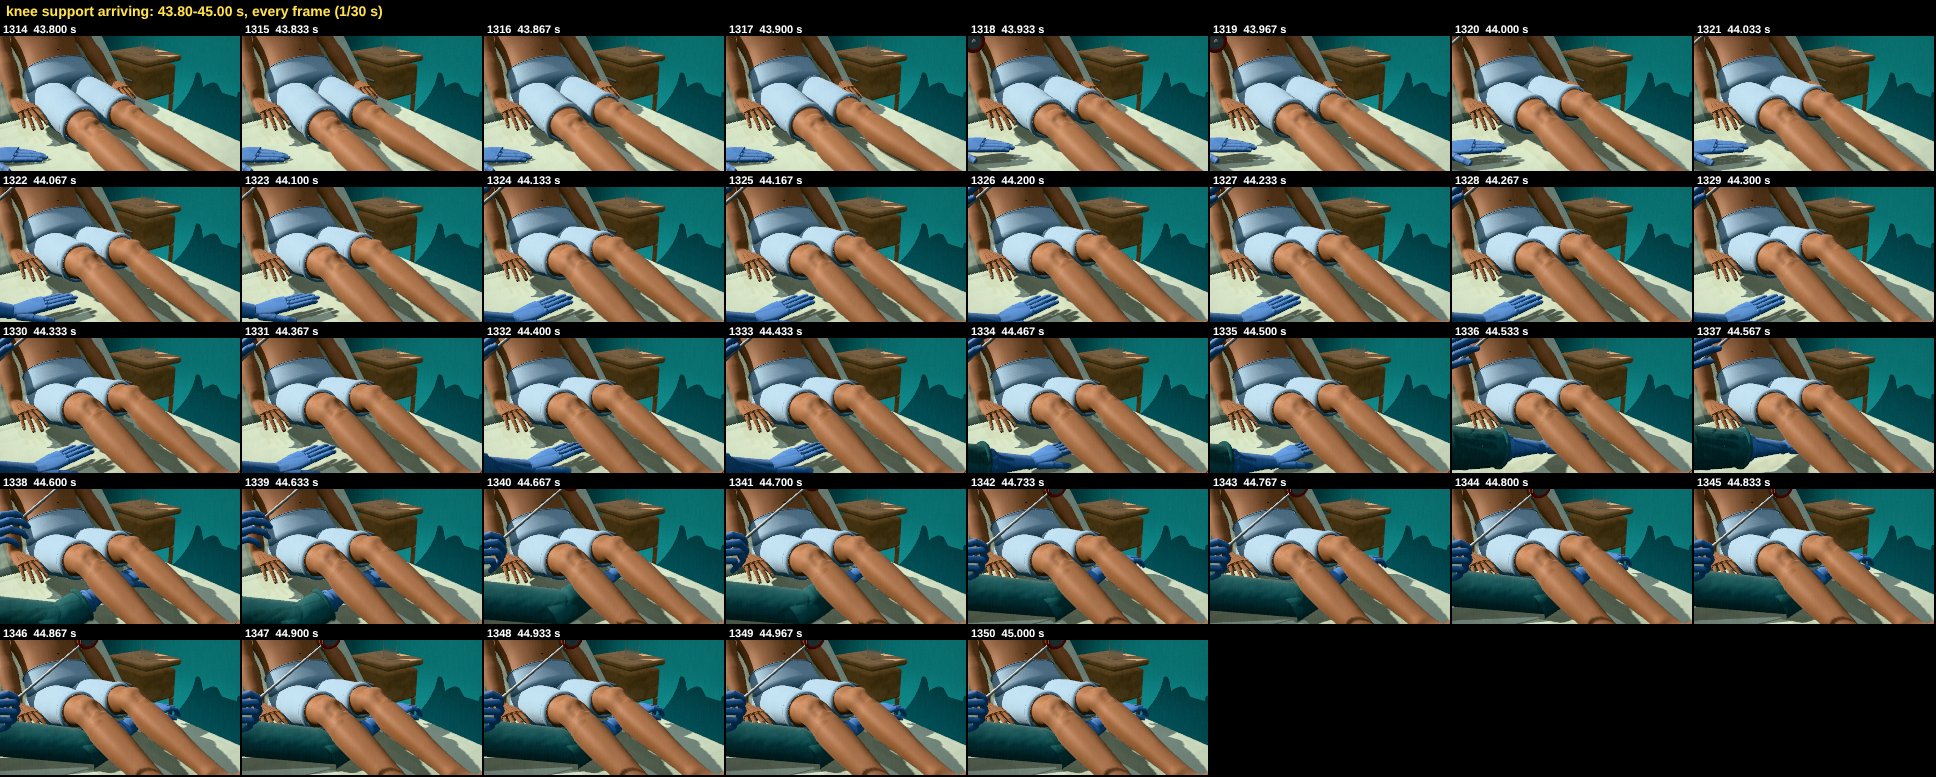 knee support arriving: 43.80-45.00 s, every frame (1/30 s)
1314 43.800 s
1315 43.833 s
1316 43.867 s
1317 43.900 s
1318 43.933 s
1319 43.967 s
1320 44.000 s
1321 44.033 s
1322 44.067 s
1323 44.100 s
1324 44.133 s
1325 44.167 s
1326 44.200 s
1327 44.233 s
1328 44.267 s
1329 44.300 s
1330 44.333 s
1331 44.367 s
1332 44.400 s
1333 44.433 s
1334 44.467 s
1335 44.500 s
1336 44.533 s
1337 44.567 s
1338 44.600 s
1339 44.633 s
1340 44.667 s
1341 44.700 s
1342 44.733 s
1343 44.767 s
1344 44.800 s
1345 44.833 s
1346 44.867 s
1347 44.900 s
1348 44.933 s
1349 44.967 s
1350 45.000 s